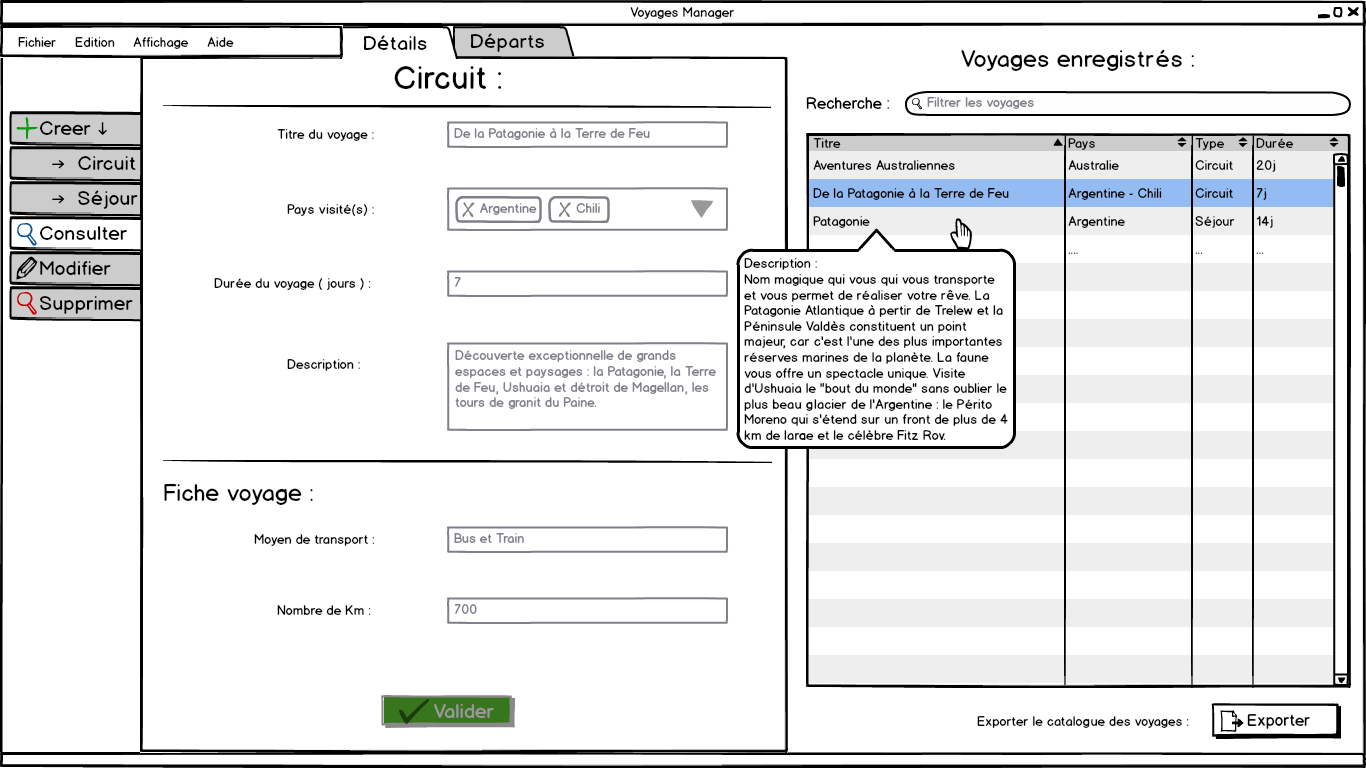 Voyages Manager
Fichier Edition Affichage Aide
Détails Départs
Creer ↓
→ Circuit
→ Séjour
Consulter
Modifier
Supprimer
Circuit :
Titre du voyage : De la Patagonie à la Terre de Feu
Pays visité(s) : Argentine Chili
Durée du voyage ( jours ) : 7
Description :
Découverte exceptionnelle de grands
espaces et paysages : la Patagonie, la Terre
de Feu, Ushuaia et détroit de Magellan, les
tours de granit du Paine.
Fiche voyage :
Moyen de transport : Bus et Train
Nombre de Km : 700
Valider
Voyages enregistrés :
Recherche : Filtrer les voyages
Titre Pays Type Durée
Aventures Australiennes Australie Circuit 20j
De la Patagonie à la Terre de Feu Argentine - Chili Circuit 7j
Patagonie Argentine Séjour 14j
.... ... ...
Description :
Nom magique qui vous qui vous transporte
et vous permet de réaliser votre rêve. La
Patagonie Atlantique à pertir de Trelew et la
Péninsule Valdès constituent un point
majeur, car c'est l'une des plus importantes
réserves marines de la planète. La faune
vous offre un spectacle unique. Visite
d'Ushuaia le "bout du monde" sans oublier le
plus beau glacier de l'Argentine : le Périto
Moreno qui s'étend sur un front de plus de 4
km de large et le célèbre Fitz Roy.
Exporter le catalogue des voyages : Exporter